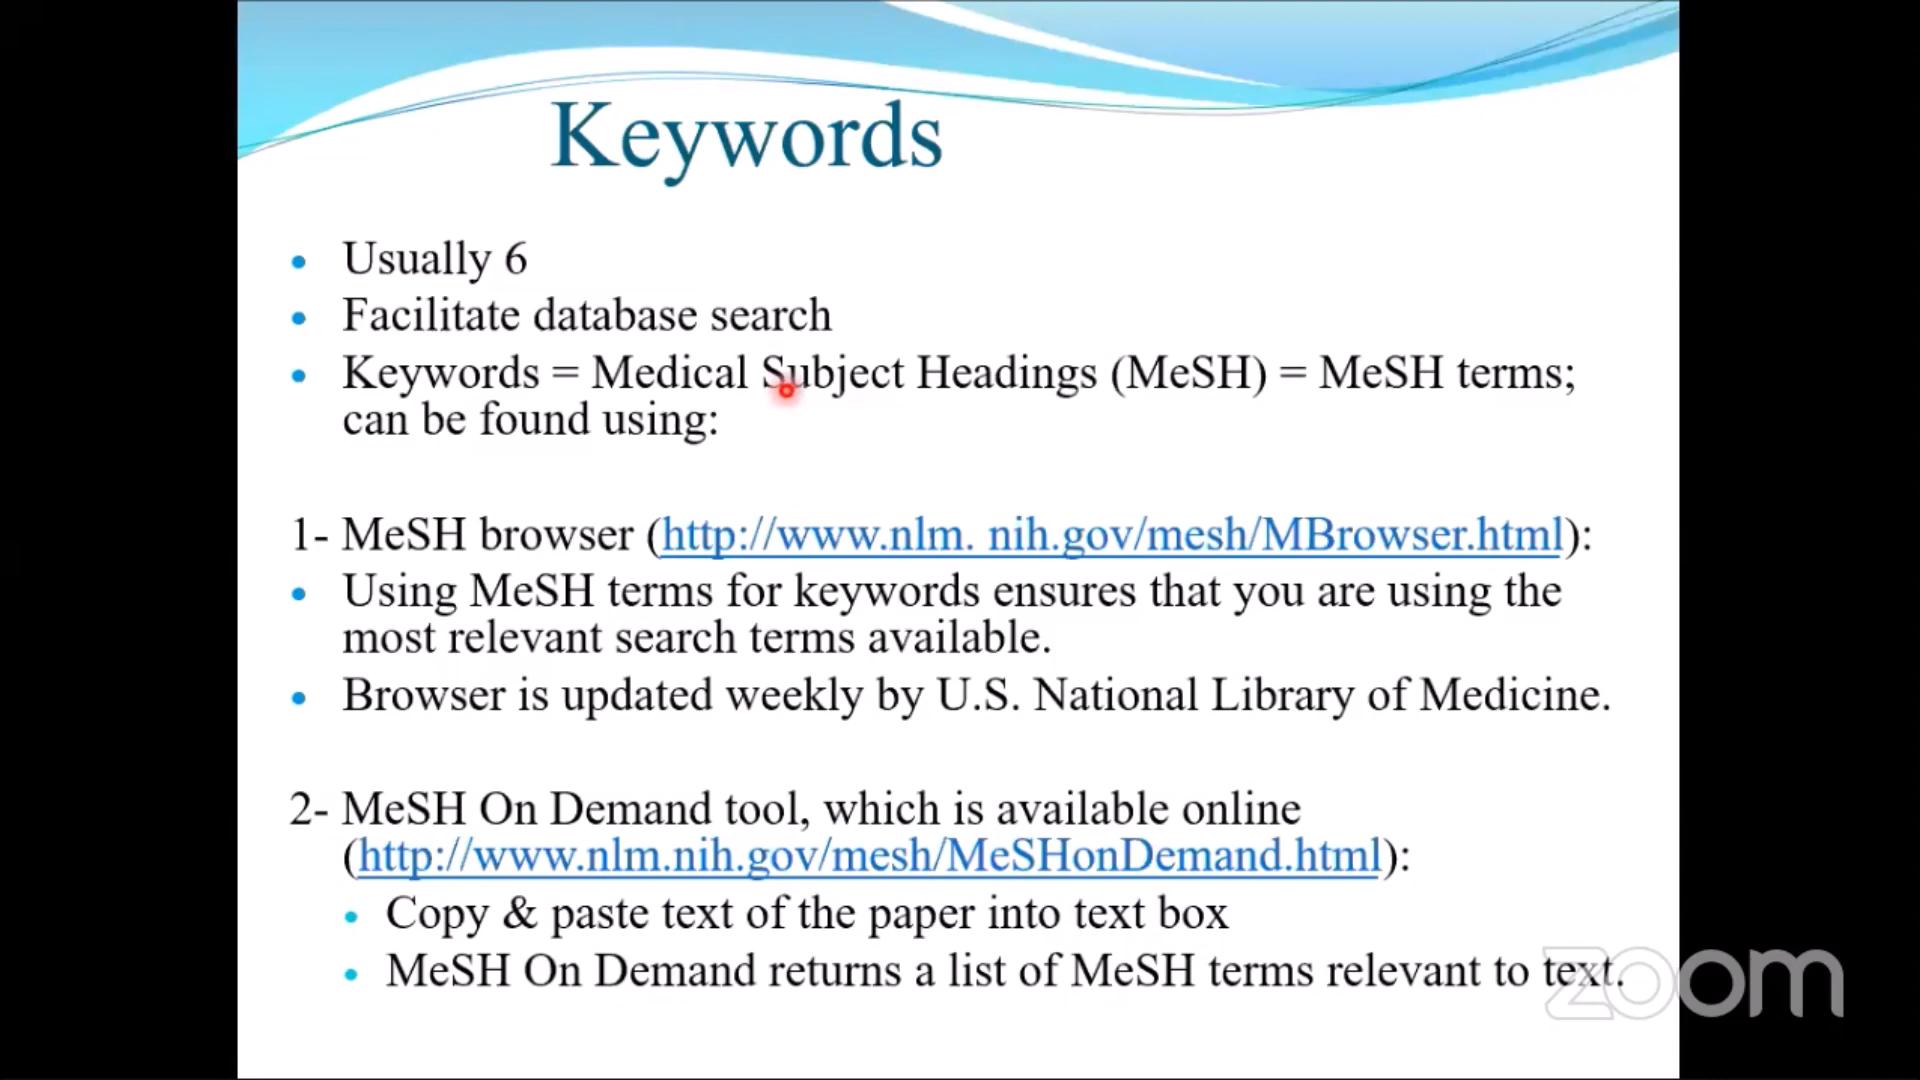 Keywords
• Usually 6
• Facilitate database search
• Keywords = Medical Subject Headings (MeSH) = MeSH terms;
can be found using:
1- MeSH browser (http://www.nlm. nih.gov/mesh/MBrowser.html):
• Using MeSH terms for keywords ensures that you are using the
most relevant search terms available.
• Browser is updated weekly by U.S. National Library of Medicine.
2- MeSH On Demand tool, which is available online
(http://www.nlm.nih.gov/mesh/MeSHonDemand.html):
• Copy & paste text of the paper into text box
• MeSH On Demand returns a list of MeSH terms relevant to text.
zoom